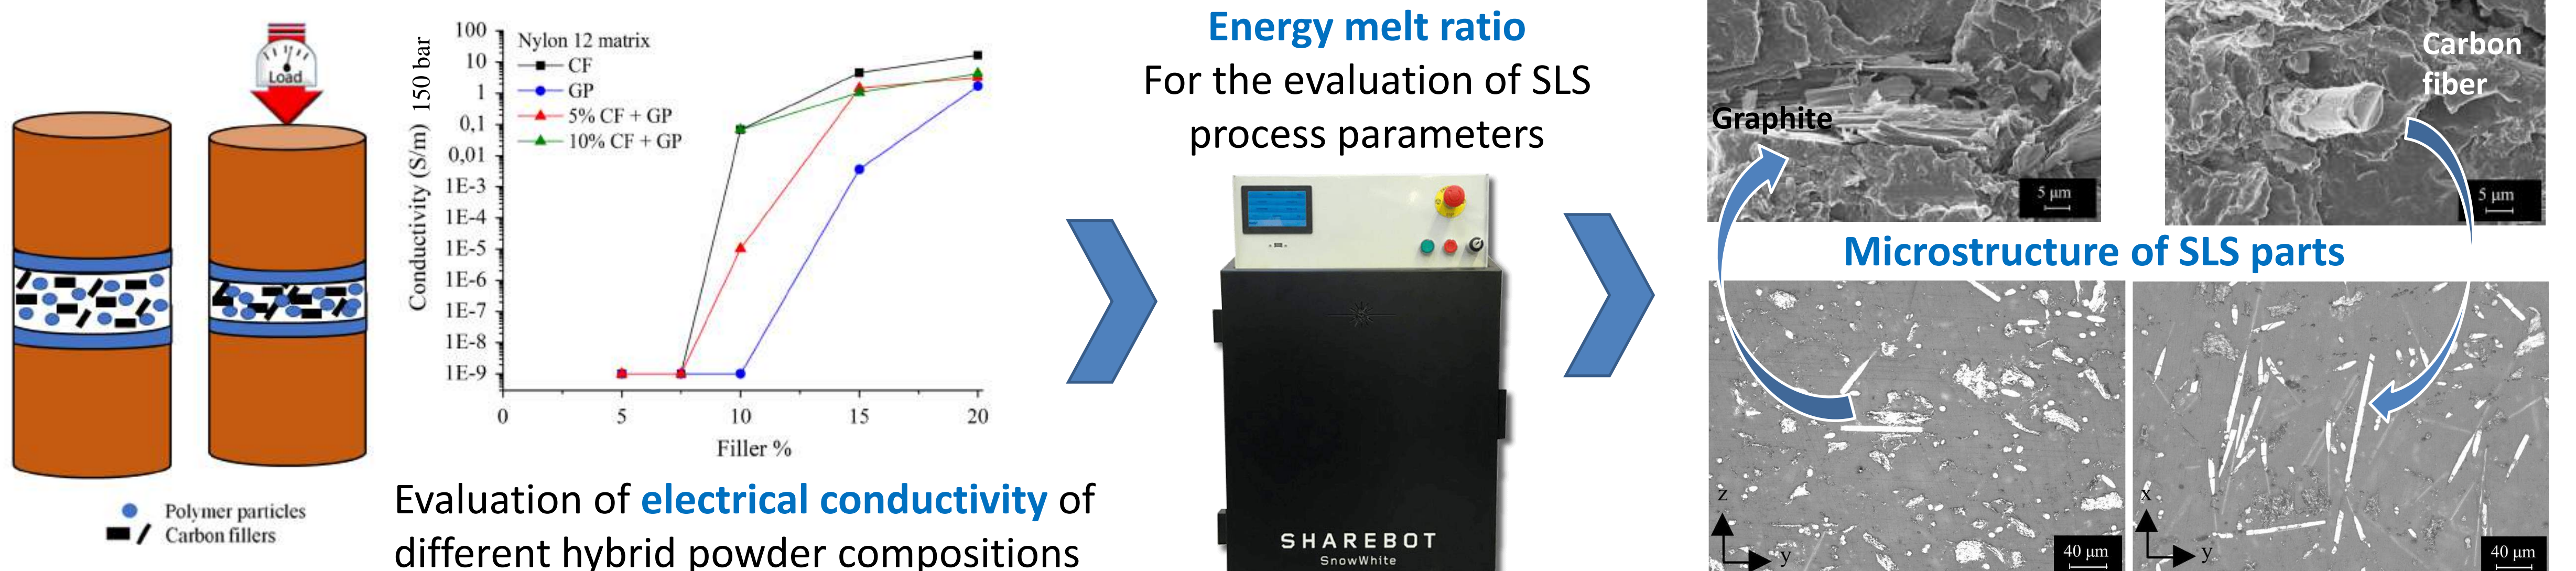 Load
Polymer particles
Carbon fillers
Conductivity (S/m) 150 bar
100
10
1
0,1
0,01
1E-3
1E-4
1E-5
1E-6
1E-7
1E-8
1E-9
Nylon 12 matrix
CF
GP
5% CF + GP
10% CF + GP
0
5
10
15
20
Filler %
Evaluation of electrical conductivity of
different hybrid powder compositions
Energy melt ratio
For the evaluation of SLS
process parameters
SHAREBOT
SnowWhite
Graphite
5 μm
Carbon
fiber
5 μm
Microstructure of SLS parts
z
y
40 μm
x
y
40 μm